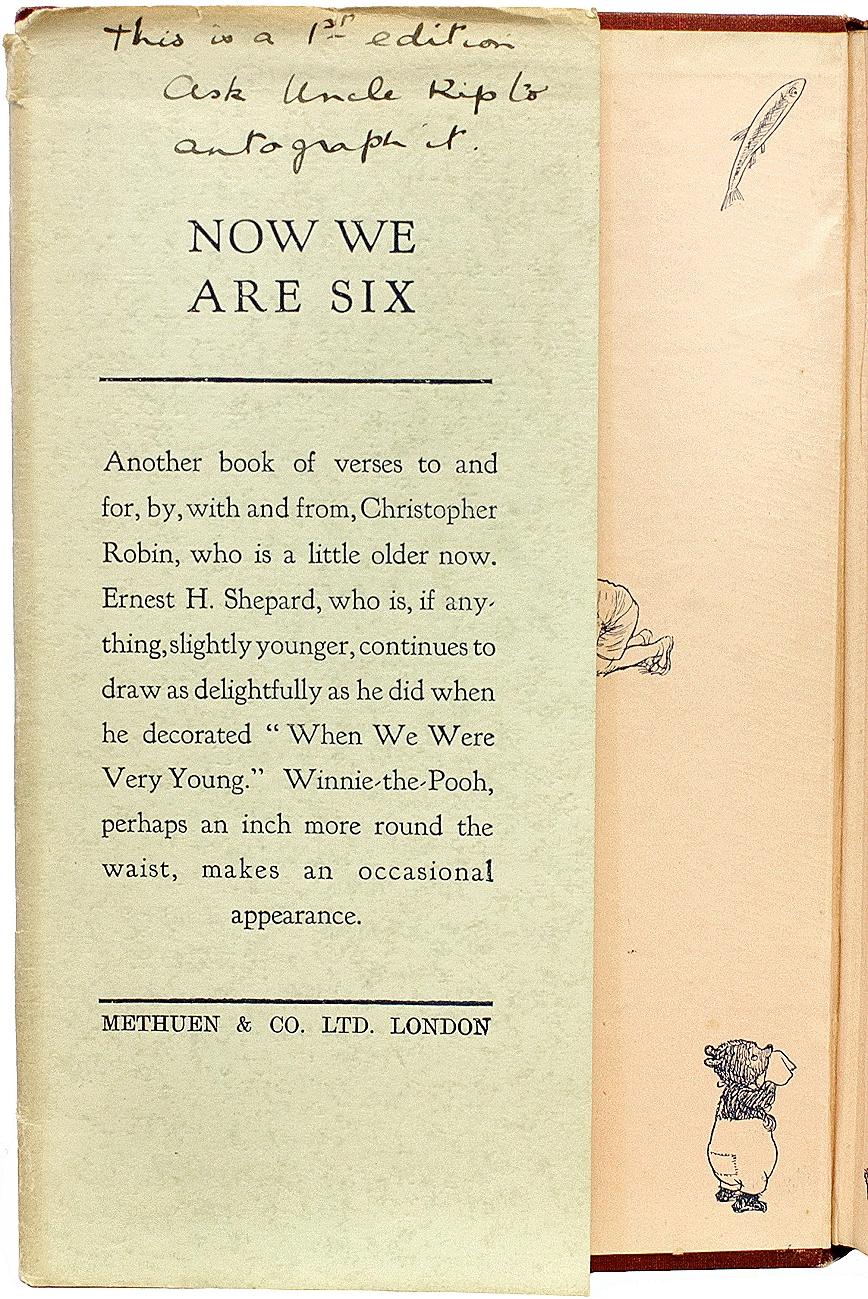 This is a 1st edition
Ask Uncle Kip to
autograph it.
NOW WE
ARE SIX
Another book of verses to and
for, by, with and from, Christopher
Robin, who is a little older now.
Ernest H. Shepard, who is, if any-
thing, slightly younger, continues to
draw as delightfully as he did when
he decorated “When We Were
Very Young.” Winnie-the-Pooh,
perhaps an inch more round the
waist, makes an occasional
appearance.
METHUEN & CO. LTD. LONDON